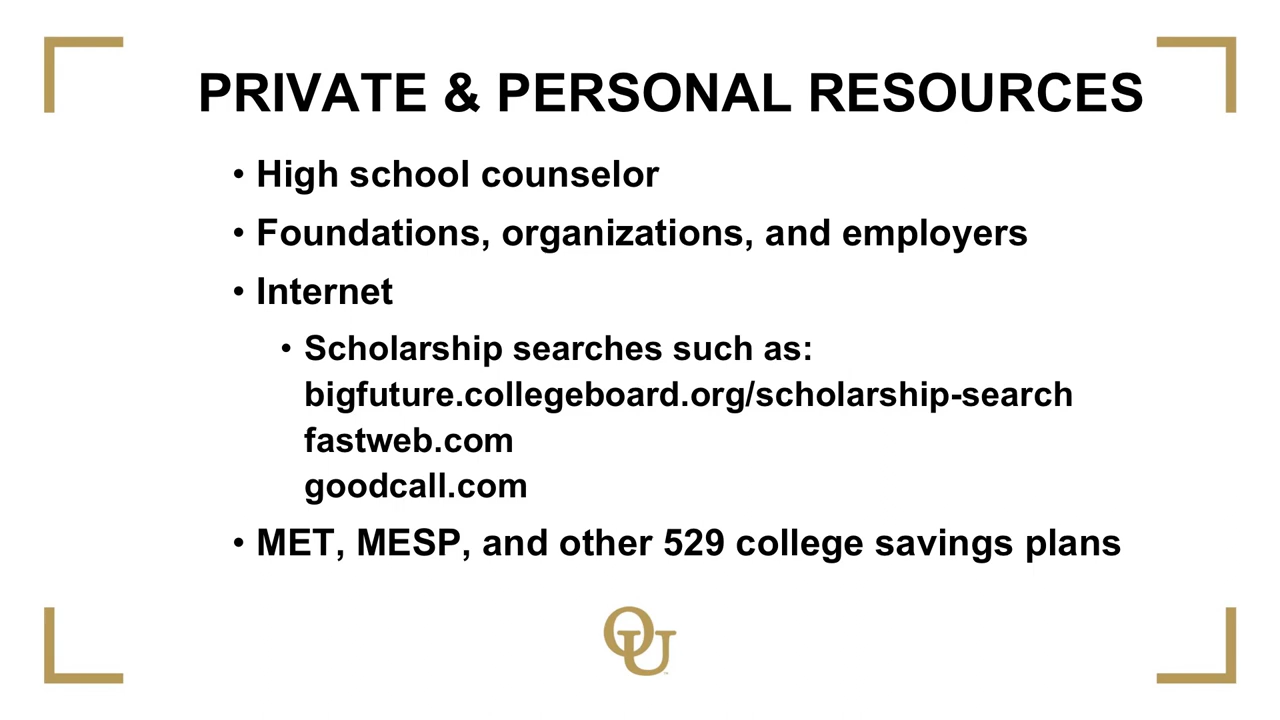 PRIVATE & PERSONAL RESOURCES
• High school counselor
• Foundations, organizations, and employers
• Internet
• Scholarship searches such as:
bigfuture.collegeboard.org/scholarship-search
fastweb.com
goodcall.com
• MET, MESP, and other 529 college savings plans
OU